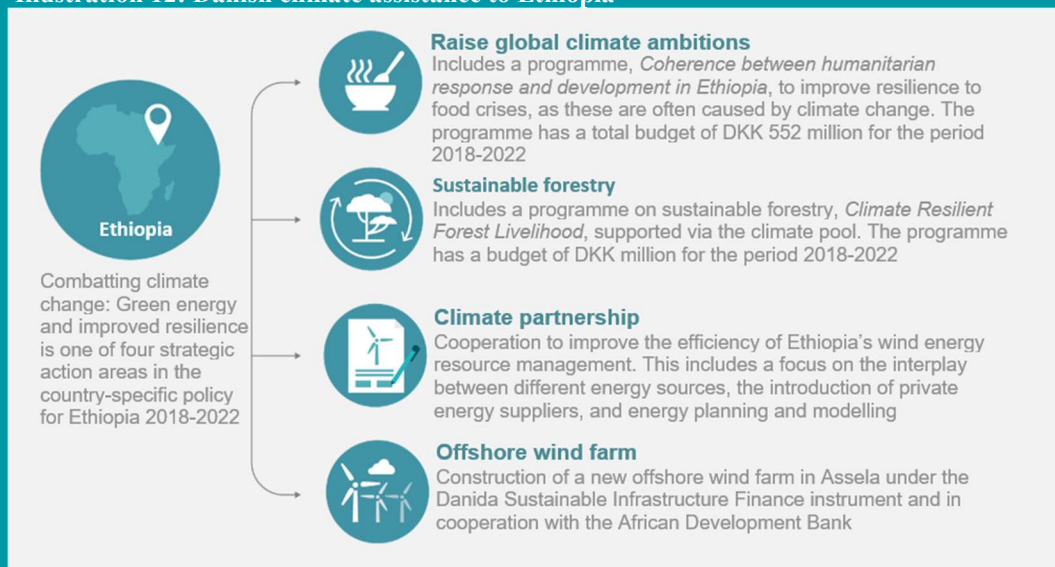 Illustration 12: Danish climate assistance to Ethiopia
Ethiopia
Combatting climate
change: Green energy
and improved resilience
is one of four strategic
action areas in the
country-specific policy
for Ethiopia 2018-2022
Raise global climate ambitions
Includes a programme, Coherence between humanitarian
response and development in Ethiopia, to improve resilience to
food crises, as these are often caused by climate change. The
programme has a total budget of DKK 552 million for the period
2018-2022
Sustainable forestry
Includes a programme on sustainable forestry, Climate Resilient
Forest Livelihood, supported via the climate pool. The programme
has a budget of DKK million for the period 2018-2022
Climate partnership
Cooperation to improve the efficiency of Ethiopia's wind energy
resource management. This includes a focus on the interplay
between different energy sources, the introduction of private
energy suppliers, and energy planning and modelling
Offshore wind farm
Construction of a new offshore wind farm in Assela under the
Danida Sustainable Infrastructure Finance instrument and in
cooperation with the African Development Bank